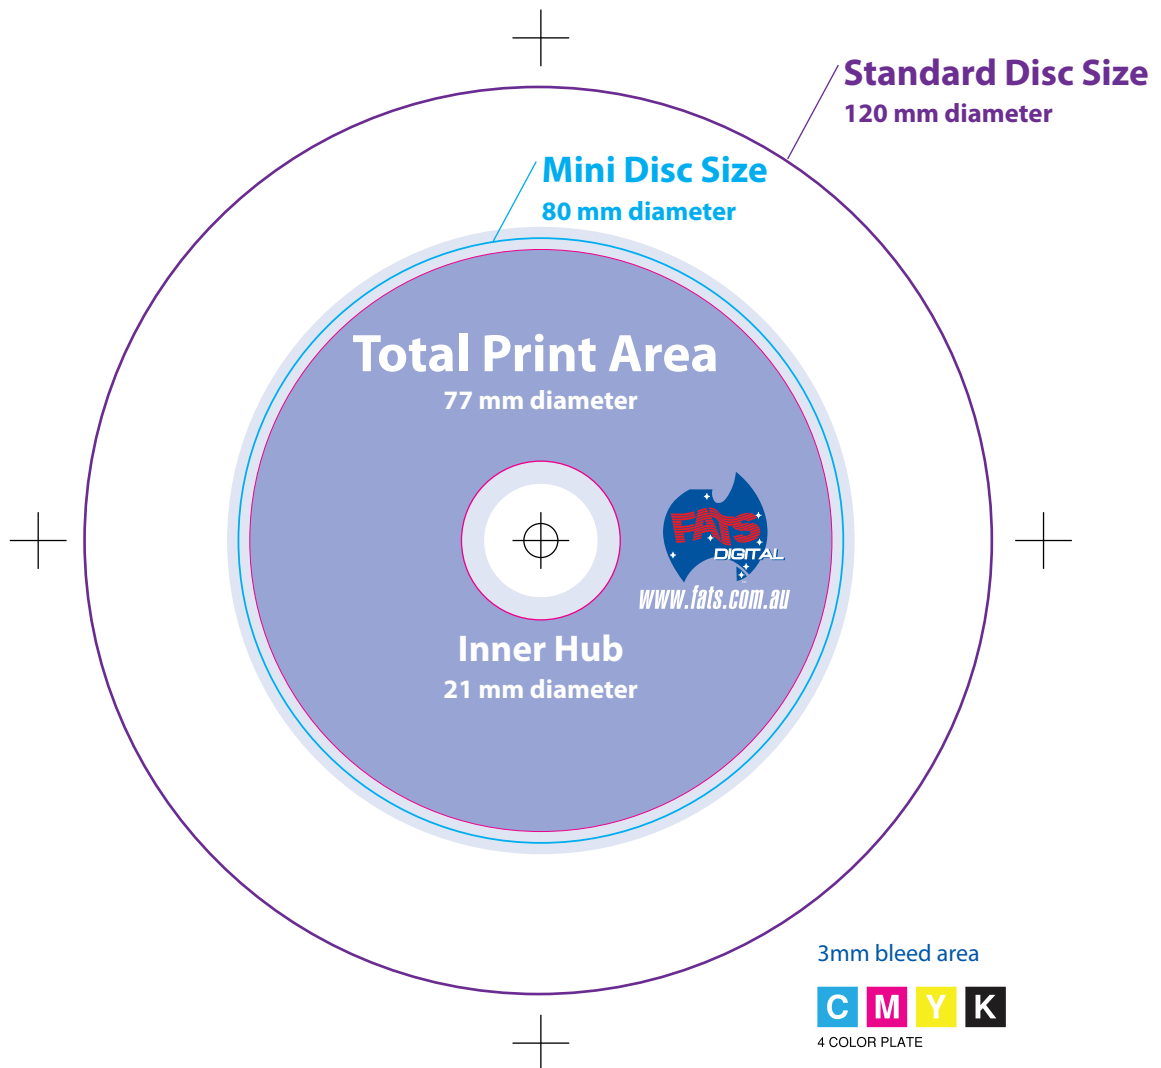 Standard Disc Size
120 mm diameter
Mini Disc Size
80 mm diameter
Total Print Area
77 mm diameter
FATS
DIGITAL
www.fats.com.au
Inner Hub
21 mm diameter
3mm bleed area
C M Y K
4 COLOR PLATE